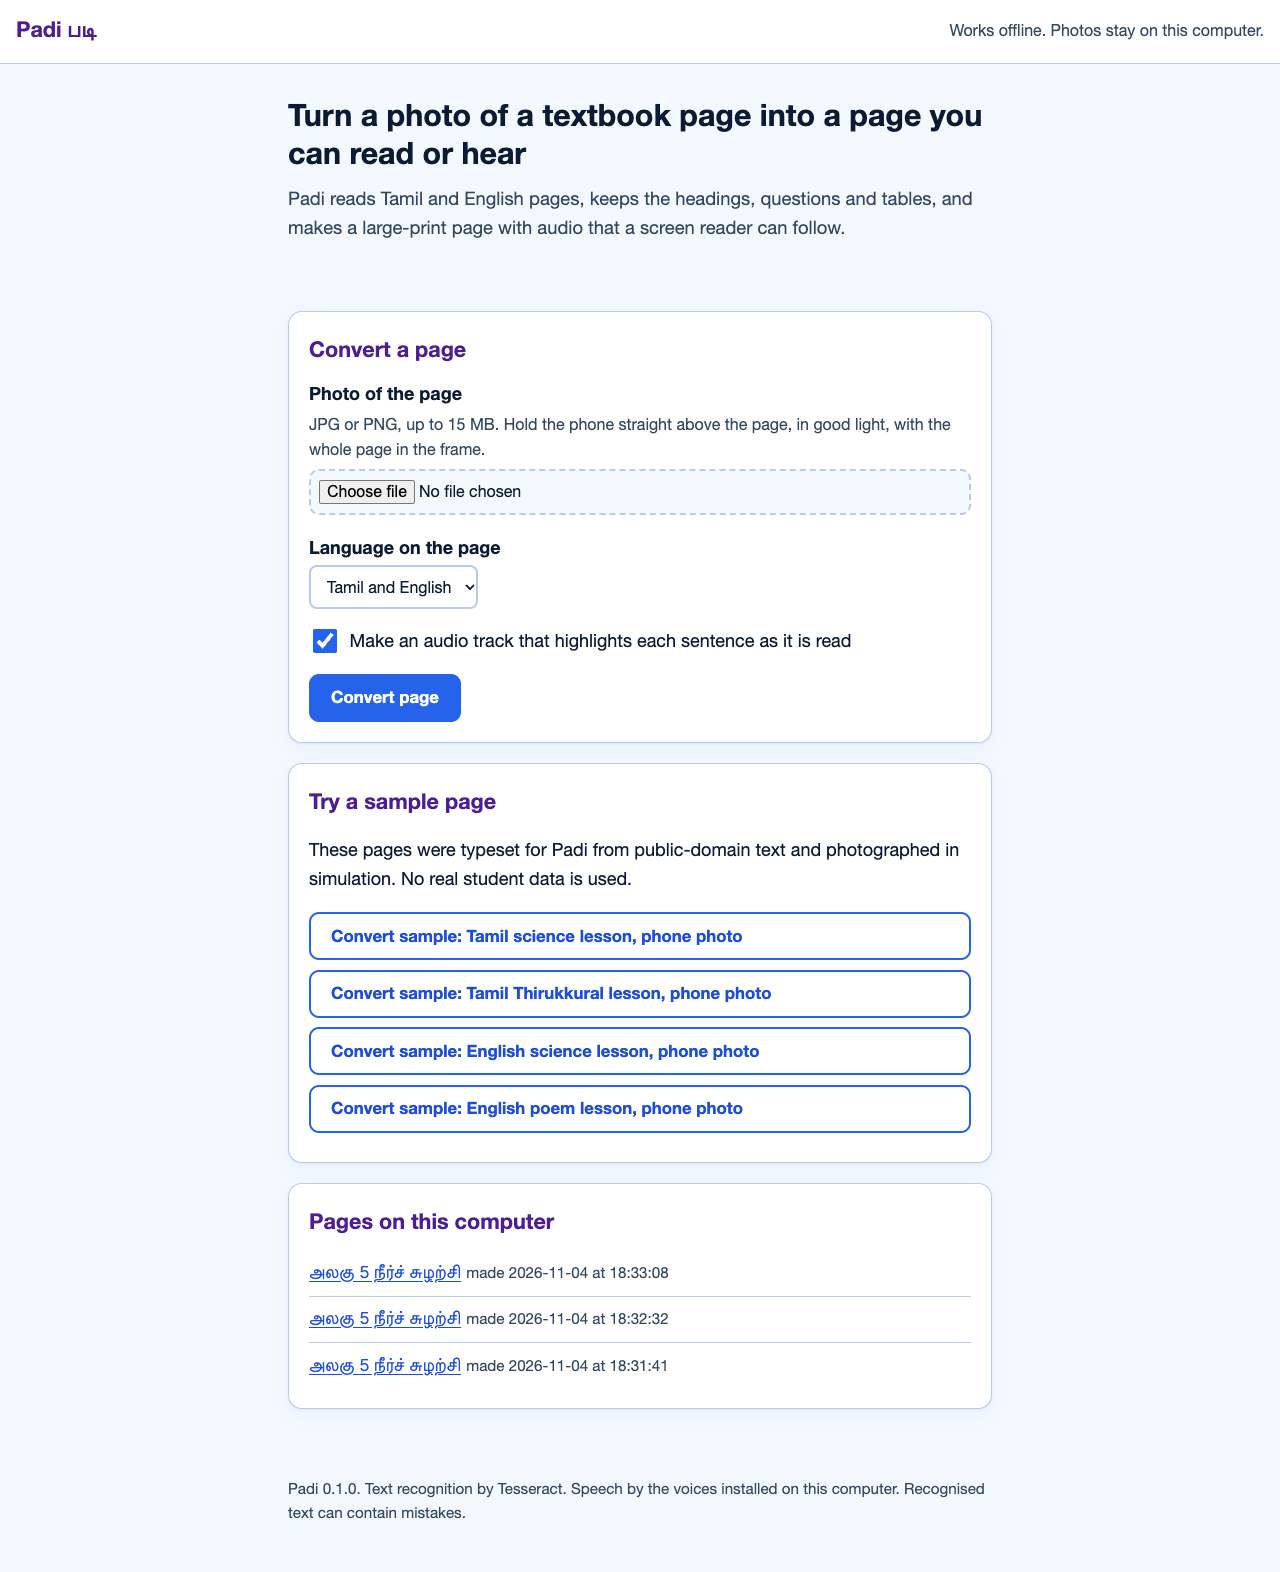 Padi படி
Works offline. Photos stay on this computer.
Turn a photo of a textbook page into a page you
can read or hear
Padi reads Tamil and English pages, keeps the headings, questions and tables, and
makes a large-print page with audio that a screen reader can follow.
Convert a page
Photo of the page
JPG or PNG, up to 15 MB. Hold the phone straight above the page, in good light, with the
whole page in the frame.
Choose file No file chosen
Language on the page
Tamil and English
Make an audio track that highlights each sentence as it is read
Convert page
Try a sample page
These pages were typeset for Padi from public-domain text and photographed in
simulation. No real student data is used.
Convert sample: Tamil science lesson, phone photo
Convert sample: Tamil Thirukkural lesson, phone photo
Convert sample: English science lesson, phone photo
Convert sample: English poem lesson, phone photo
Pages on this computer
அலகு 5 நீர்ச் சுழற்சி made 2026-11-04 at 18:33:08
அலகு 5 நீர்ச் சுழற்சி made 2026-11-04 at 18:32:32
அலகு 5 நீர்ச் சுழற்சி made 2026-11-04 at 18:31:41
Padi 0.1.0. Text recognition by Tesseract. Speech by the voices installed on this computer. Recognised
text can contain mistakes.